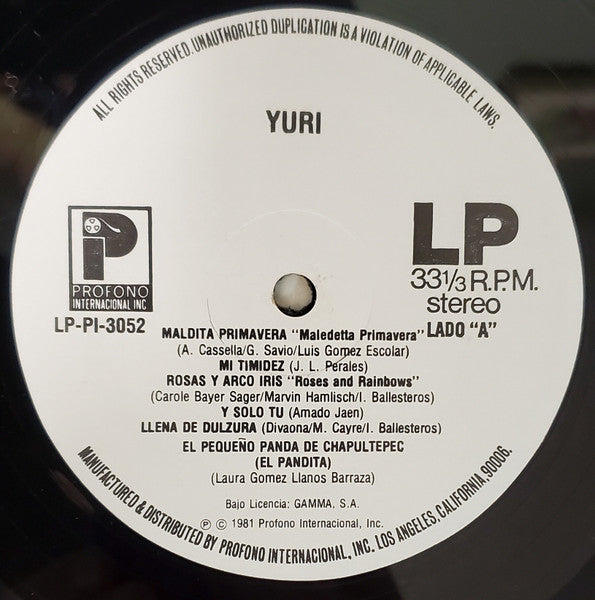 ALL RIGHTS RESERVED. UNAUTHORIZED DUPLICATION IS A VIOLATION OF APPLICABLE LAWS.
YURI
Pi
PROFONO
INTERNACIONAL INC
LP-PI-3052
LP
33 1/3 R.P.M.
stereo
LADO "A"
MALDITA PRIMAVERA "Maledetta Primavera"
(A. Cassella/G. Savio/Luis Gomez Escolar)
MI TIMIDEZ (J. L. Perales)
ROSAS Y ARCO IRIS "Roses and Rainbows"
(Carole Bayer Sager/Marvin Hamlisch/I. Ballesteros)
Y SOLO TU (Amado Jaen)
LLENA DE DULZURA (Divaona/M. Cayre/I. Ballesteros)
EL PEQUEÑO PANDA DE CHAPULTEPEC
(EL PANDITA)
(Laura Gomez Llanos Barraza)
Bajo Licencia: GAMMA, S.A.
℗ © 1981 Profono Internacional, Inc.
MANUFACTURED & DISTRIBUTED BY PROFONO INTERNACIONAL, INC. LOS ANGELES, CALIFORNIA, 90006.